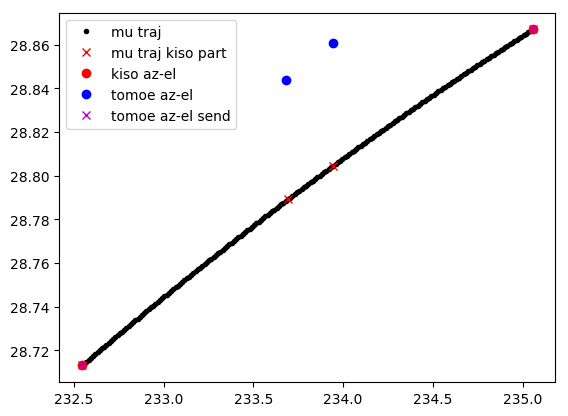 mu traj
mu traj kiso part
kiso az-el
tomoe az-el
tomoe az-el send
28.86
28.84
28.82
28.80
28.78
28.76
28.74
28.72
232.5 233.0 233.5 234.0 234.5 235.0